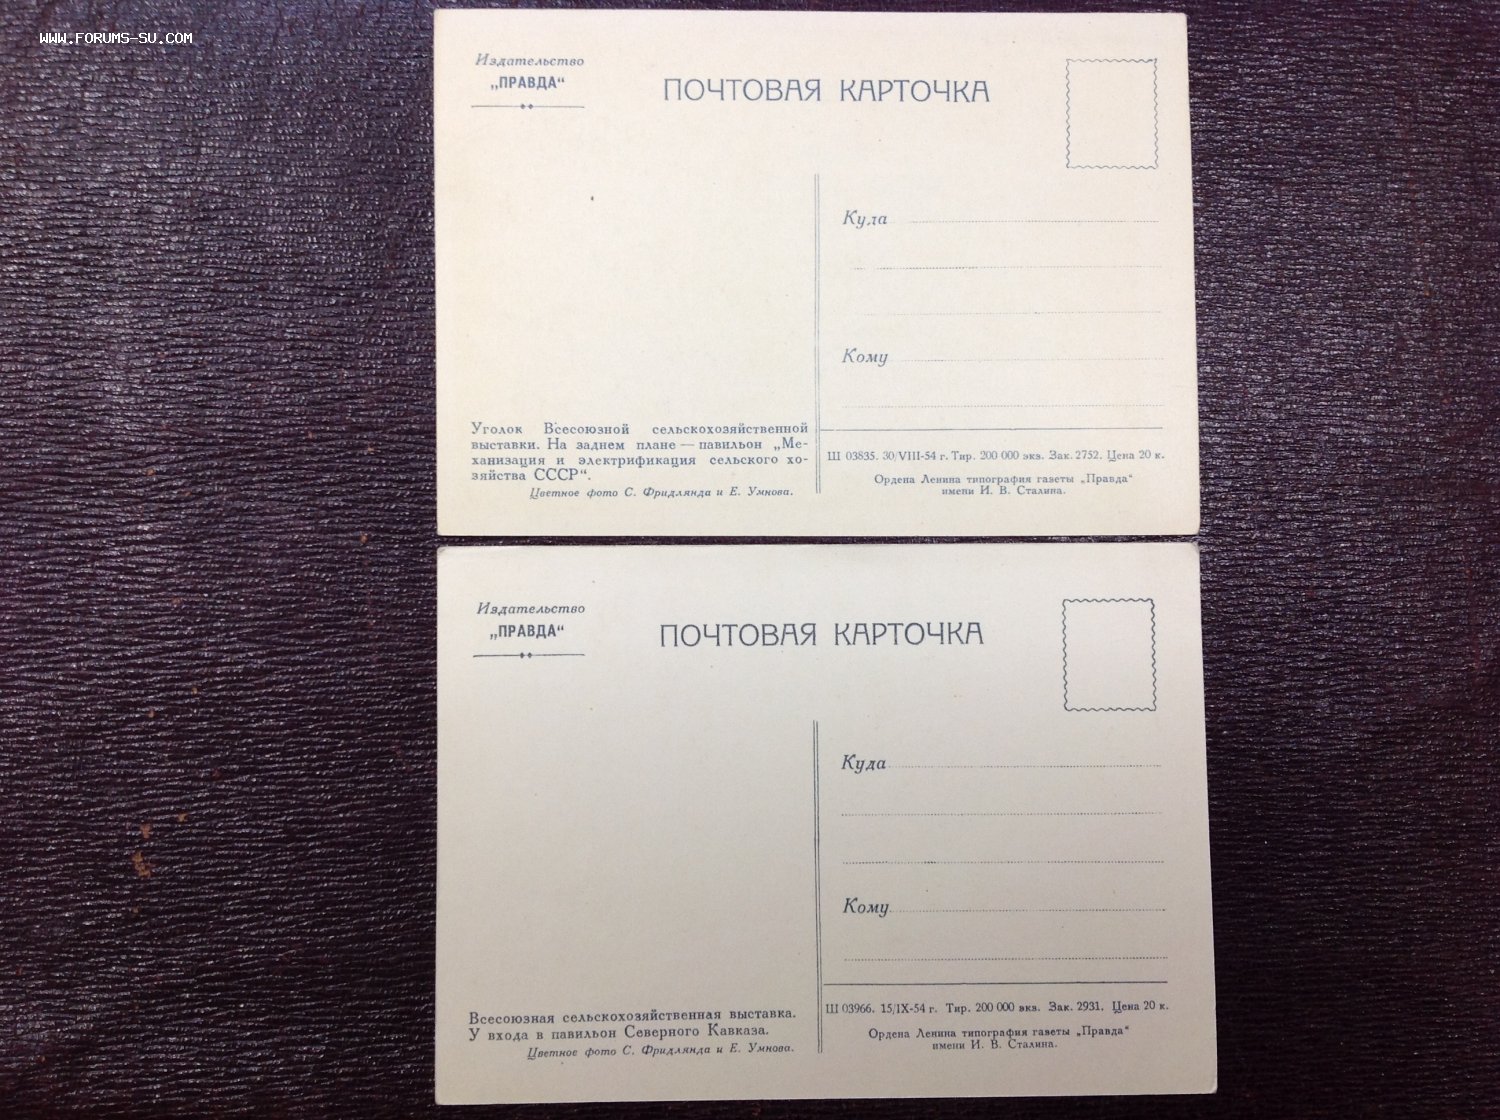 WWW.FORUMS-SU.COM
Издательство
„ПРАВДА“
ПОЧТОВАЯ КАРТОЧКА
Куда
Кому
Уголок Всесоюзной сельскохозяйственной
выставки. На заднем плане — павильон „Ме-
ханизация и электрификация сельского хо-
зяйства СССР“.
Цветное фото С. Фридлянда и Е. Умнова.
Ш 03835. 30/VIII-54 г. Тир. 200 000 экз. Зак. 2752. Цена 20 к.
Ордена Ленина типография газеты „Правда“
имени И. В. Сталина.
Издательство
„ПРАВДА“
ПОЧТОВАЯ КАРТОЧКА
Куда
Кому
Всесоюзная сельскохозяйственная выставка.
У входа в павильон Северного Кавказа.
Цветное фото С. Фридлянда и Е. Умнова.
Ш 03966. 15/IX-54 г. Тир. 200 000 экз. Зак. 2931. Цена 20 к.
Ордена Ленина типография газеты „Правда“
имени И. В. Сталина.